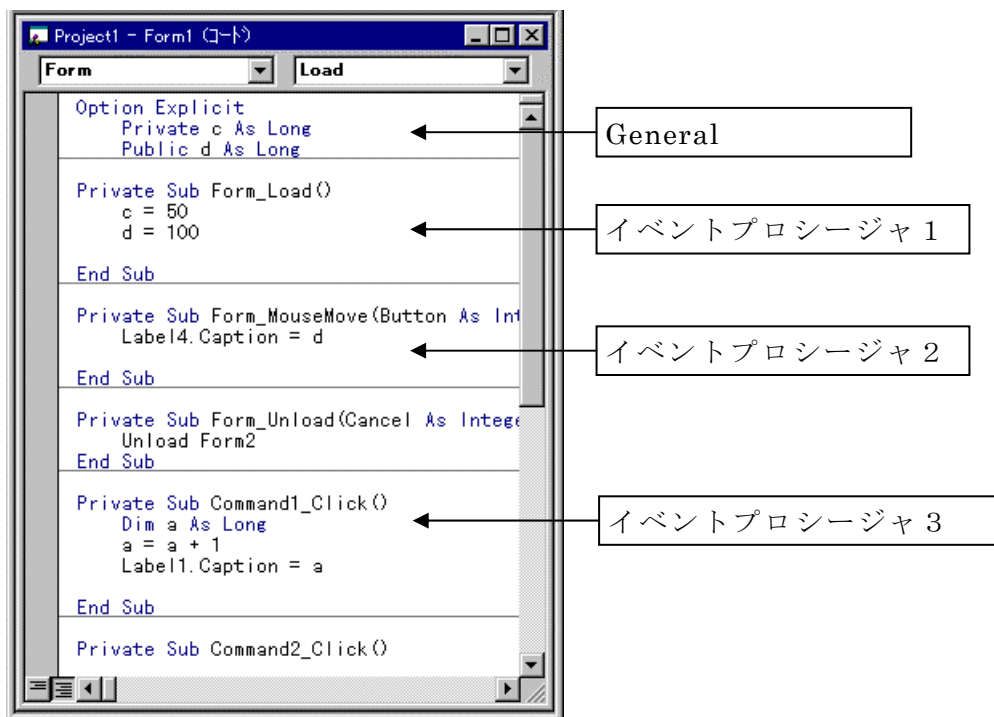 Project1 - Form1 (コード)
Form
Load
Option Explicit
Private c As Long
Public d As Long
General
Private Sub Form_Load()
c = 50
d = 100
イベントプロシージャ１
End Sub
Private Sub Form_MouseMove(Button As Int
Label4.Caption = d
イベントプロシージャ２
End Sub
Private Sub Form_Unload(Cancel As Intege
Unload Form2
End Sub
Private Sub Command1_Click()
Dim a As Long
イベントプロシージャ３
a = a + 1
Label1.Caption = a
End Sub
Private Sub Command2_Click()